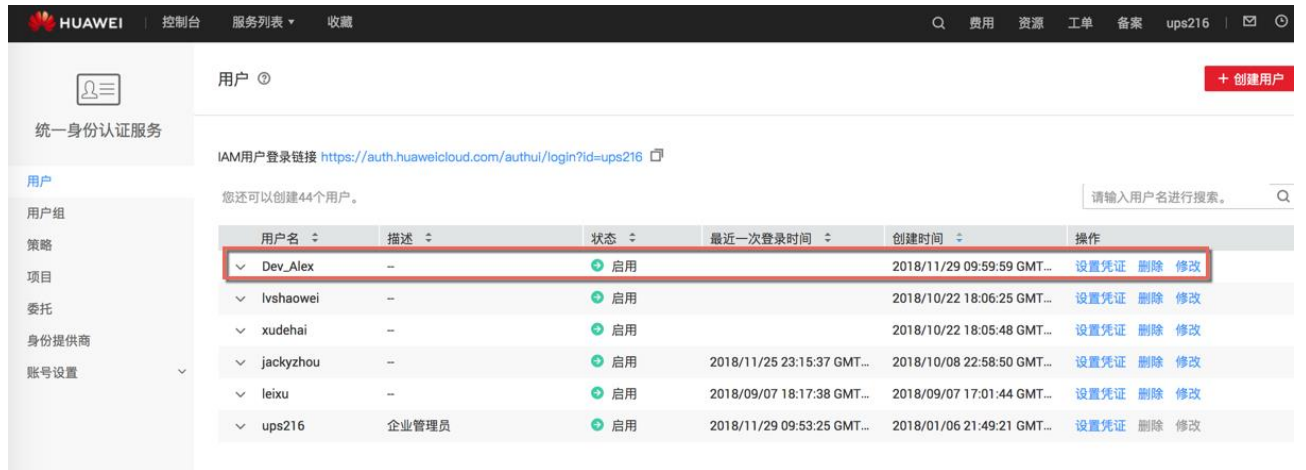 HUAWEI 控制台 服务列表 收藏 费用 资源 工单 备案 ups216
用户
+ 创建用户
统一身份认证服务
用户
用户组
策略
项目
委托
身份提供商
账号设置
IAM用户登录链接 https://auth.huaweicloud.com/authui/login?id=ups216
您还可以创建44个用户。
请输入用户名进行搜索。
用户名 描述 状态 最近一次登录时间 创建时间 操作
Dev_Alex -- 启用 2018/11/29 09:59:59 GMT... 设置凭证 删除 修改
lvshaowei -- 启用 2018/10/22 18:06:25 GMT... 设置凭证 删除 修改
xudehai -- 启用 2018/10/22 18:05:48 GMT... 设置凭证 删除 修改
jackyzhou -- 启用 2018/11/25 23:15:37 GMT... 2018/10/08 22:58:50 GMT... 设置凭证 删除 修改
leixu -- 启用 2018/09/07 18:17:38 GMT... 2018/09/07 17:01:44 GMT... 设置凭证 删除 修改
ups216 企业管理员 启用 2018/11/29 09:53:25 GMT... 2018/01/06 21:49:21 GMT... 设置凭证 删除 修改